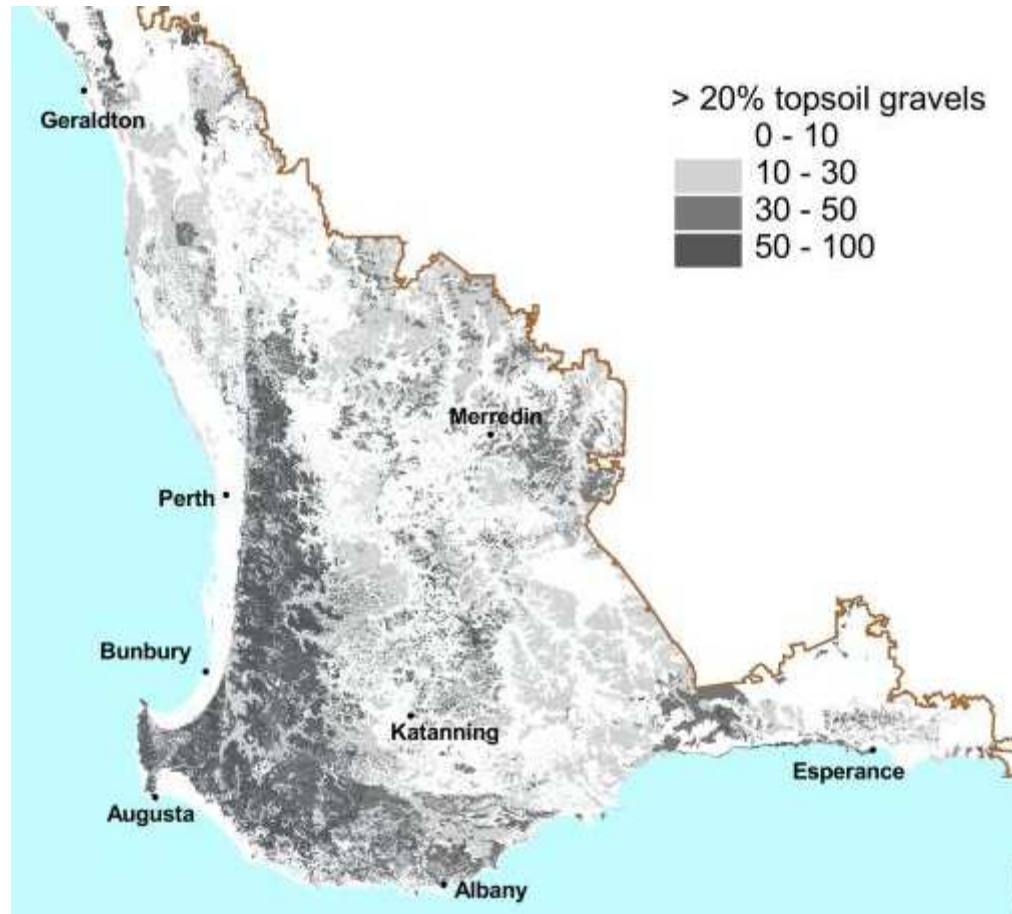 > 20% topsoil gravels
0 - 10
10 - 30
30 - 50
50 - 100
Geraldton
Merredin
Perth
Bunbury
Katanning
Esperance
Augusta
Albany